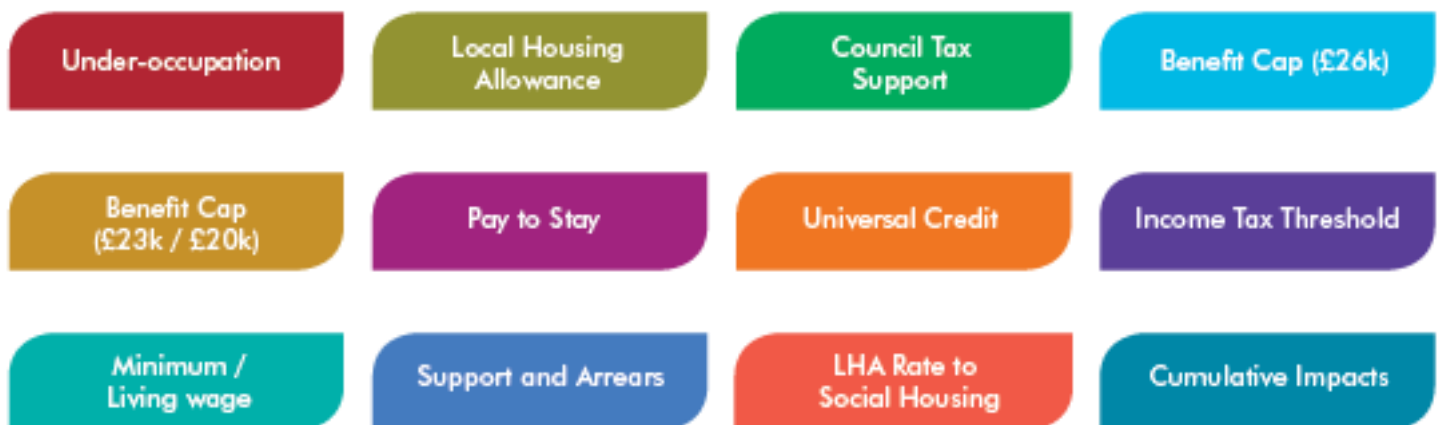 Under-occupation
Local Housing
Allowance
Council Tax
Support
Benefit Cap (£26k)
Benefit Cap
(£23k / £20k)
Pay to Stay
Universal Credit
Income Tax Threshold
Minimum /
Living wage
Support and Arrears
LHA Rate to
Social Housing
Cumulative Impacts